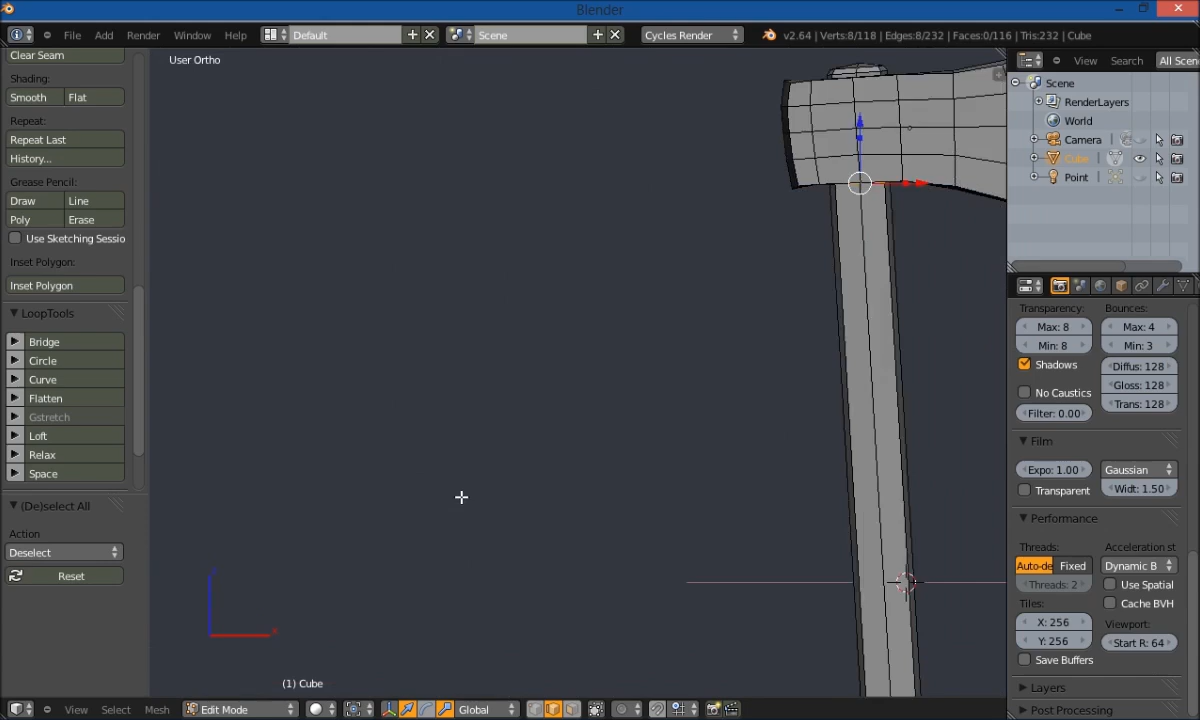 Blender
File Add Render Window Help Default Scene Cycles Render v2.64 | Verts:8/118 | Edges:8/232 | Faces:0/116 | Tris:232 | Cube
Clear Seam
Shading:
Smooth Flat
Repeat:
Repeat Last
History...
Grease Pencil:
Draw Line
Poly Erase
Use Sketching Sessio
Inset Polygon:
Inset Polygon
LoopTools
Bridge
Circle
Curve
Flatten
Gstretch
Loft
Relax
Space
(De)select All
Action
Deselect
Reset
User Ortho
(1) Cube
View Select Mesh Edit Mode Global
View Search All Scen
Scene
RenderLayers
World
Camera
Cube
Point
Transparency: Bounces:
Max: 8 Max: 4
Min: 8 Min: 3
Shadows Diffus: 128
No Caustics Gloss: 128
Filter: 0.00 Trans: 128
Film
Expo: 1.00 Gaussian
Transparent Widt: 1.50
Performance
Threads: Acceleration st
Auto-de Fixed Dynamic B
Threads: 2 Use Spatial
Tiles: Cache BVH
X: 256 Viewport:
Y: 256 Start R: 64
Save Buffers
Layers
Post Processing